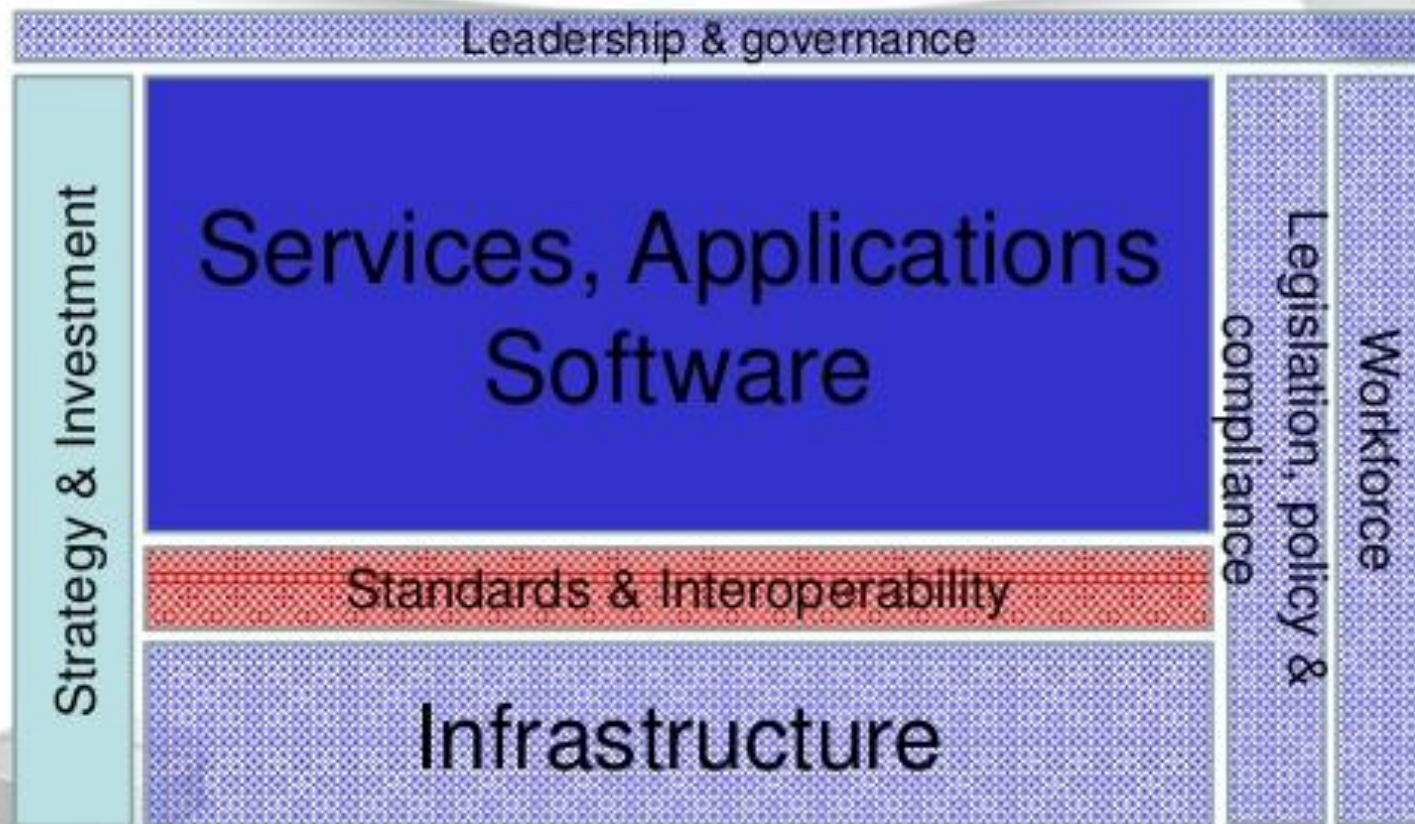 Leadership & governance
Strategy & Investment
Services, Applications
Software
Standards & Interoperability
Infrastructure
Legislation, policy &
compliance
Workforce